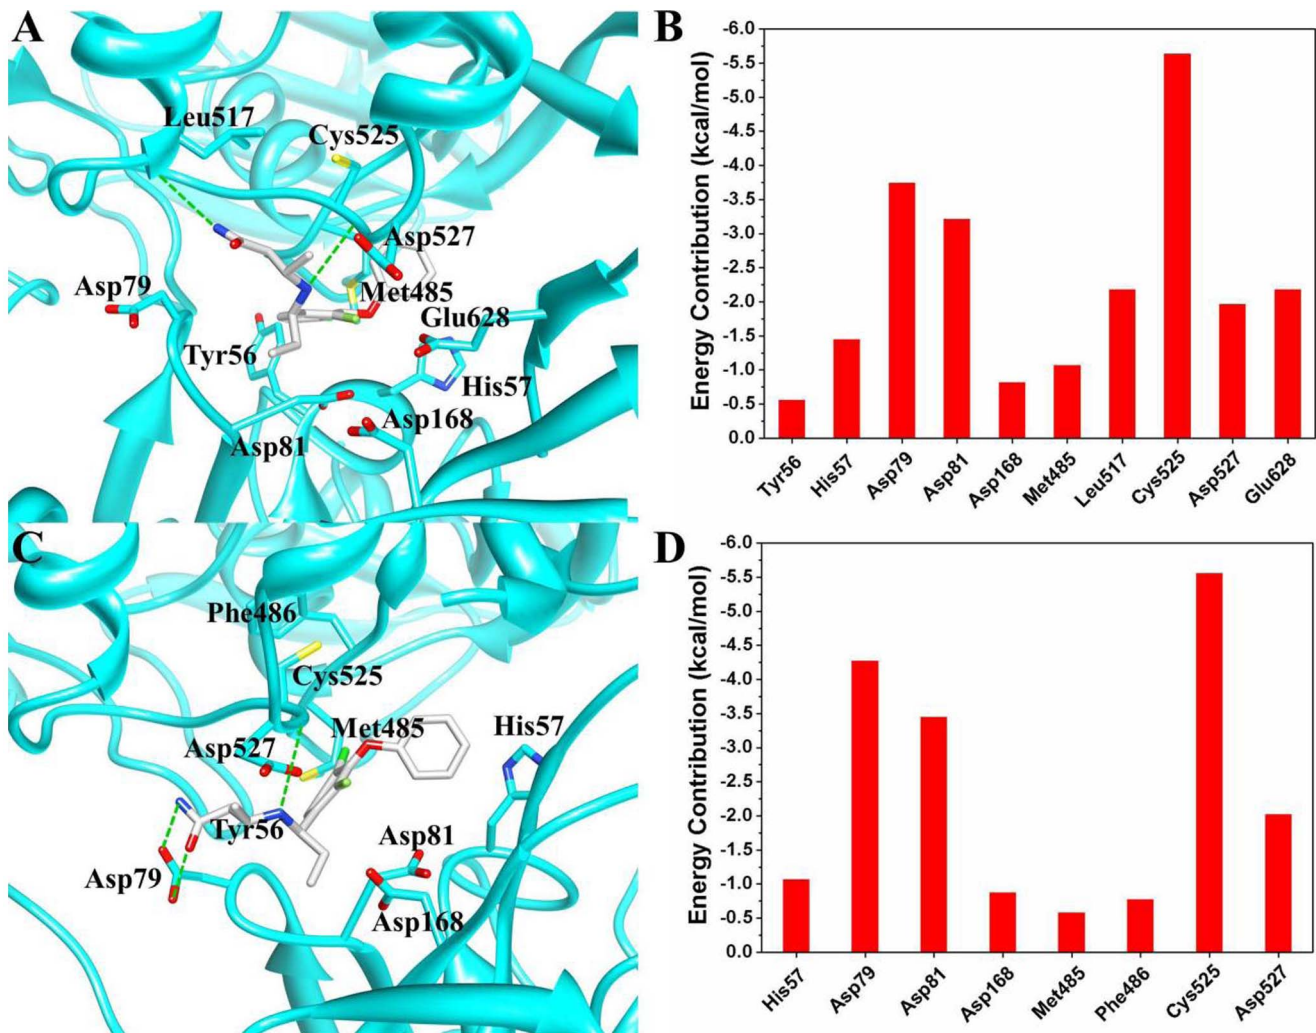 A
Leu517
Cys525
Asp527
Asp79
Met485
Glu628
Tyr56
His57
Asp168
Asp81
B
Energy Contribution (kcal/mol)
-6.0
-5.5
-5.0
-4.5
-4.0
-3.5
-3.0
-2.5
-2.0
-1.5
-1.0
-0.5
0.0
Tyr56
His57
Asp79
Asp81
Asp168
Met485
Leu517
Cys525
Asp527
Glu628
C
Phe486
Cys525
Met485
His57
Asp527
Tyr56
Asp81
Asp79
Asp168
D
Energy Contribution (kcal/mol)
-6.0
-5.5
-5.0
-4.5
-4.0
-3.5
-3.0
-2.5
-2.0
-1.5
-1.0
-0.5
0.0
His57
Asp79
Asp81
Asp168
Met485
Phe486
Cys525
Asp527